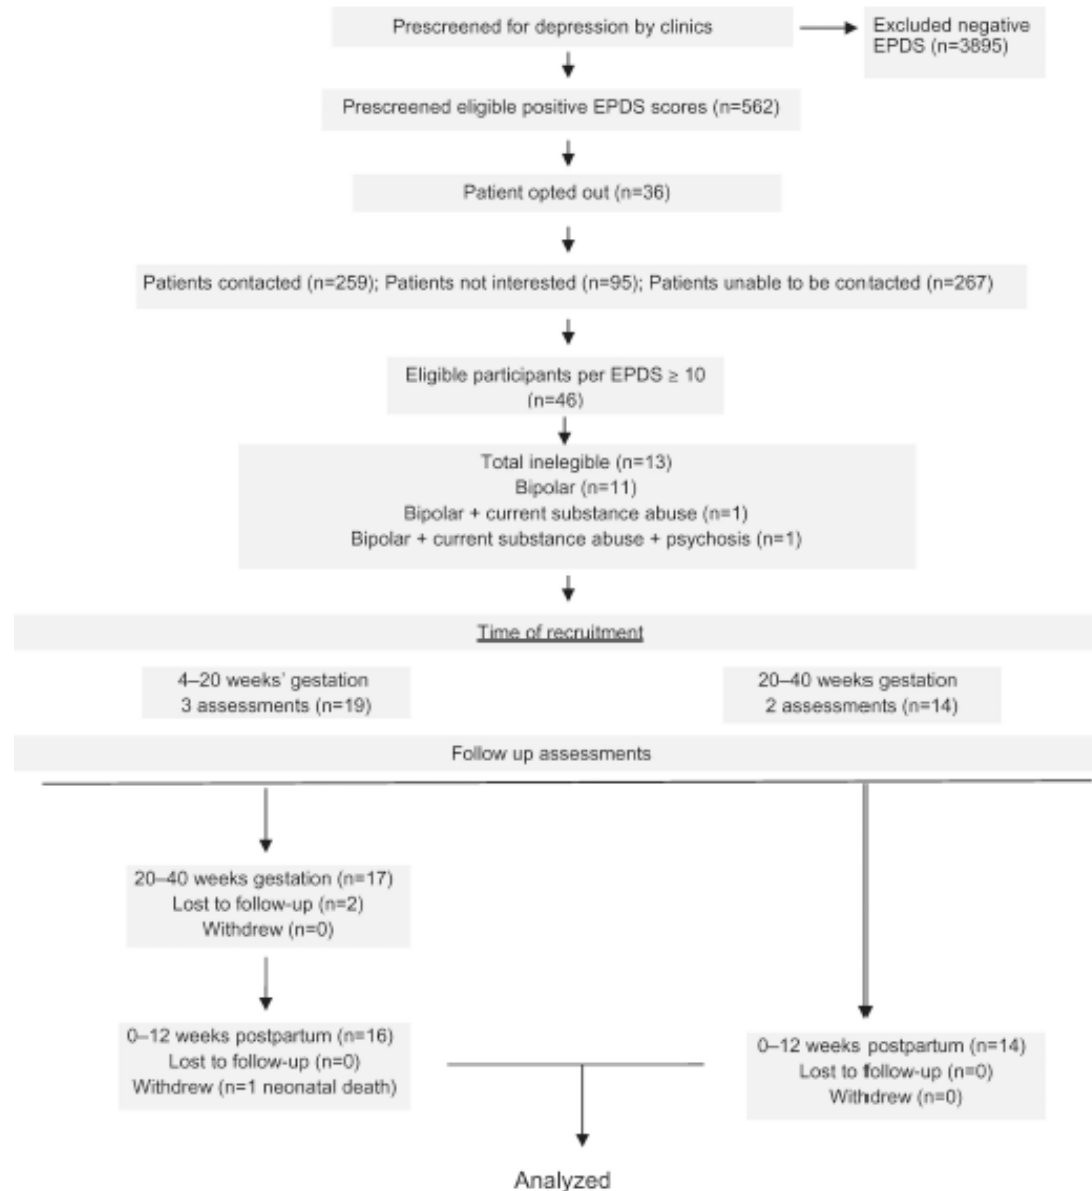 Prescreened for depression by clinics
Excluded negative
EPDS (n=3895)
Prescreened eligible positive EPDS scores (n=562)
Patient opted out (n=36)
Patients contacted (n=259); Patients not interested (n=95); Patients unable to be contacted (n=267)
Eligible participants per EPDS ≥ 10
(n=46)
Total inelegible (n=13)
Bipolar (n=11)
Bipolar + current substance abuse (n=1)
Bipolar + current substance abuse + psychosis (n=1)
Time of recruitment
4–20 weeks' gestation
3 assessments (n=19)
20–40 weeks gestation
2 assessments (n=14)
Follow up assessments
20–40 weeks gestation (n=17)
Lost to follow-up (n=2)
Withdrew (n=0)
0–12 weeks postpartum (n=16)
Lost to follow-up (n=0)
Withdrew (n=1 neonatal death)
0–12 weeks postpartum (n=14)
Lost to follow-up (n=0)
Withdrew (n=0)
Analyzed